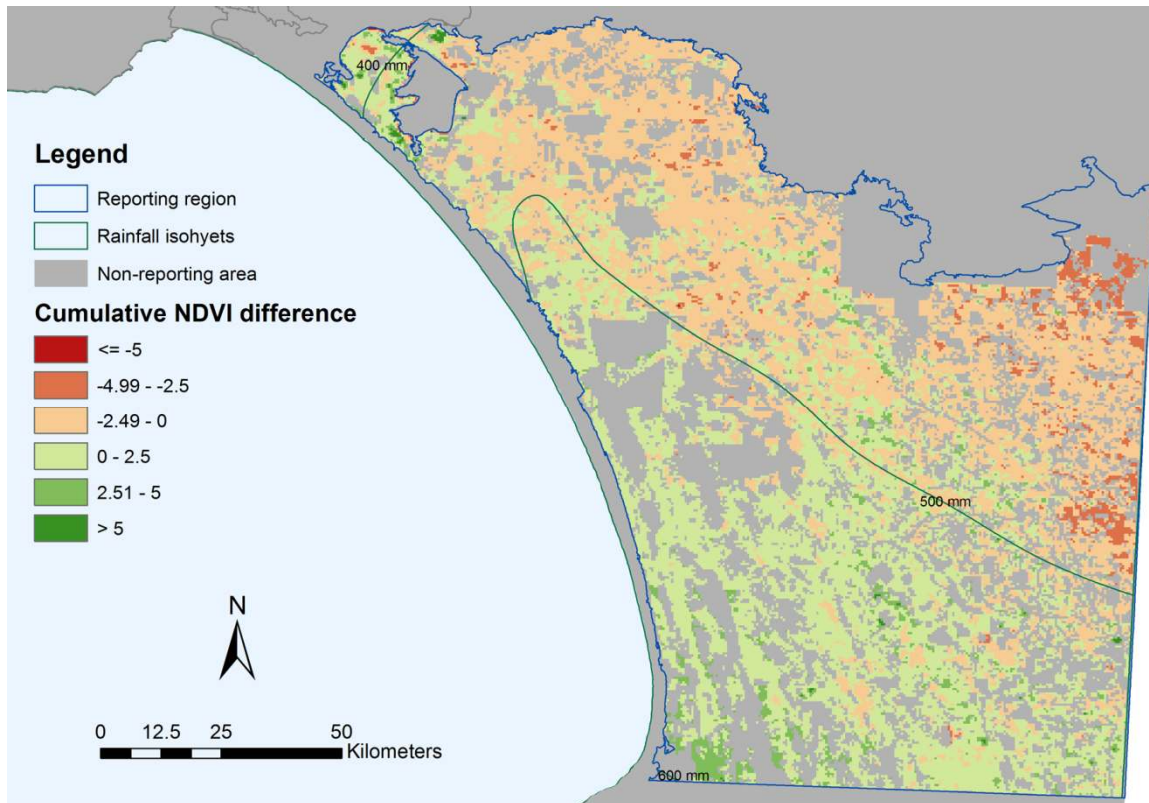 400 mm
Legend
Reporting region
Rainfall isohyets
Non-reporting area
Cumulative NDVI difference
<= -5
-4.99 - -2.5
-2.49 - 0
0 - 2.5
2.51 - 5
> 5
500 mm
N
0 12.5 25 50
Kilometers
600 mm